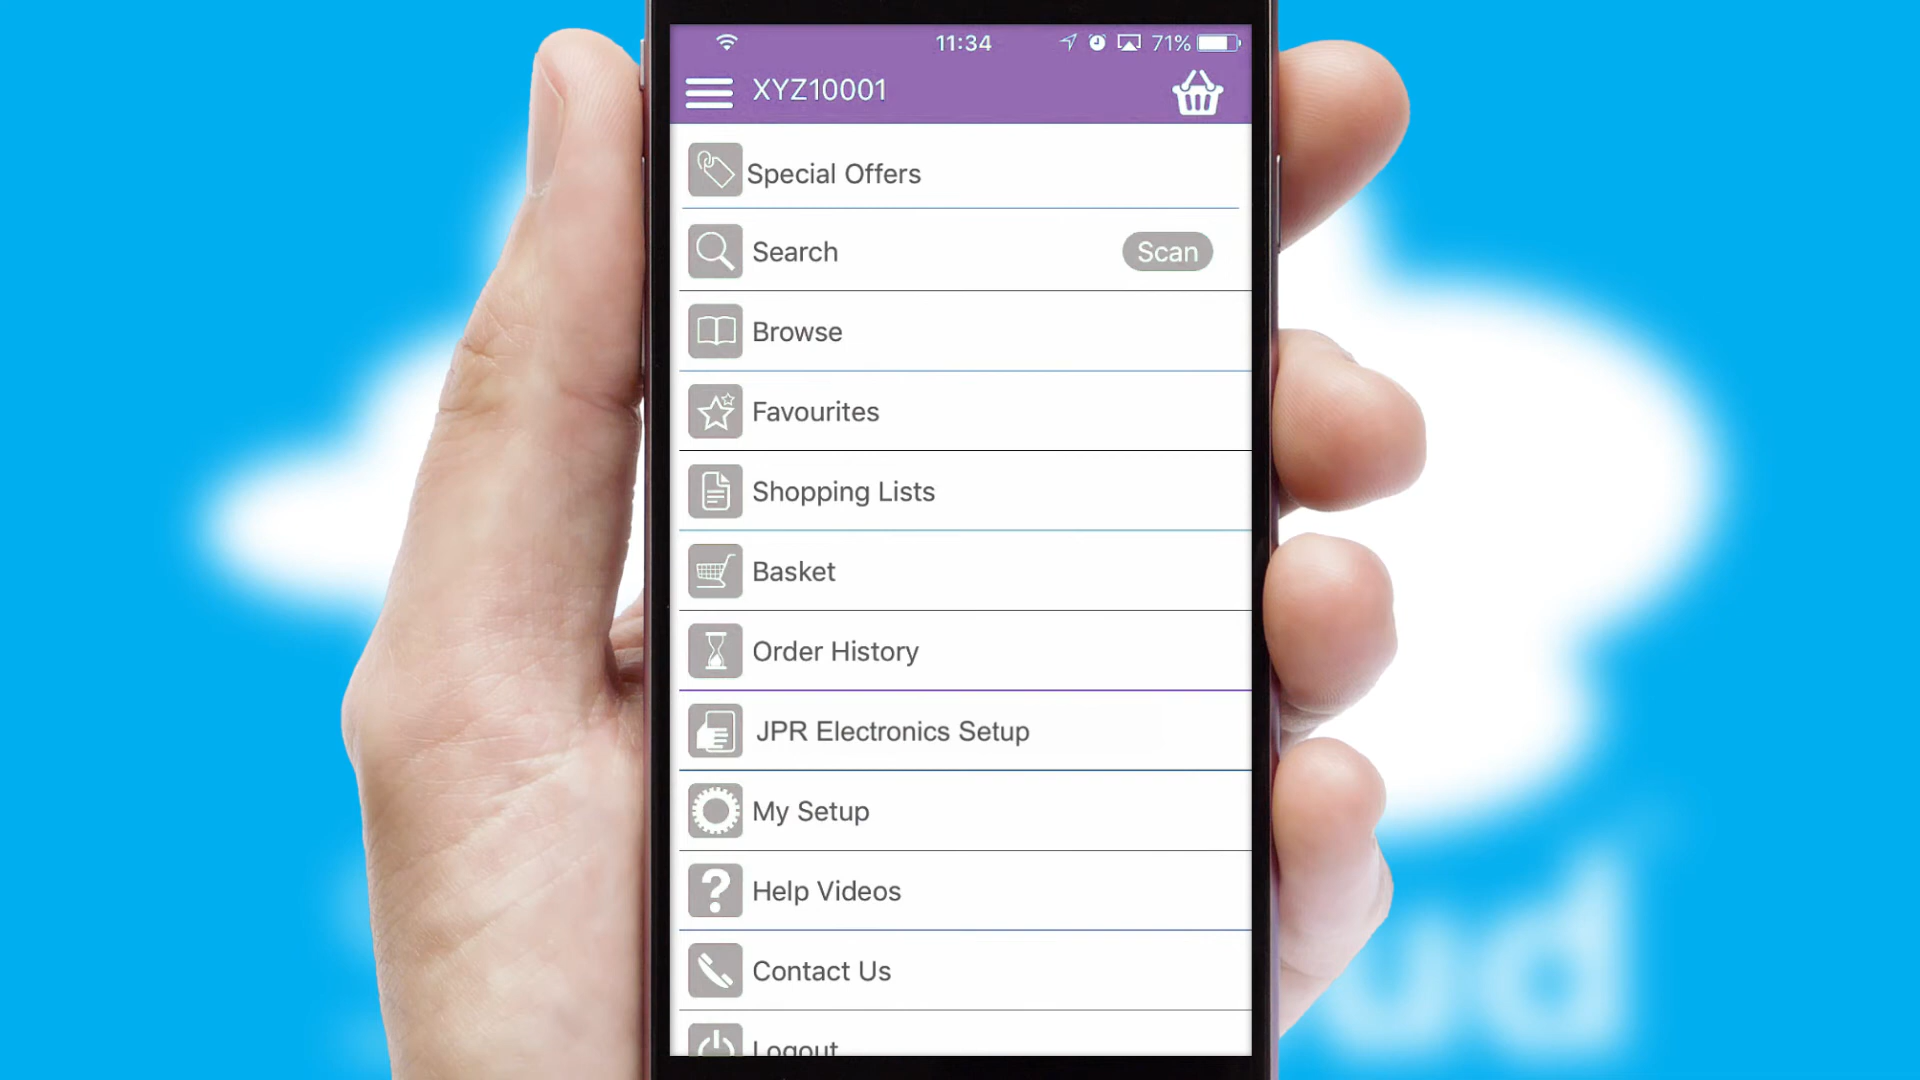 11:34 71%
XYZ10001
Special Offers
Search Scan
Browse
Favourites
Shopping Lists
Basket
Order History
JPR Electronics Setup
My Setup
Help Videos
Contact Us
Logout